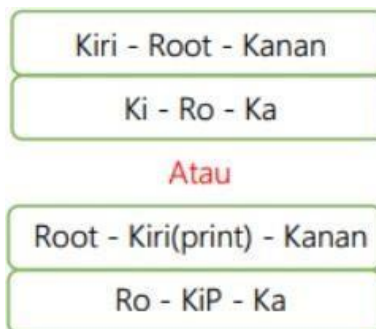 Kiri - Root - Kanan
Ki - Ro - Ka
Atau
Root - Kiri(print) - Kanan
Ro - KiP - Ka